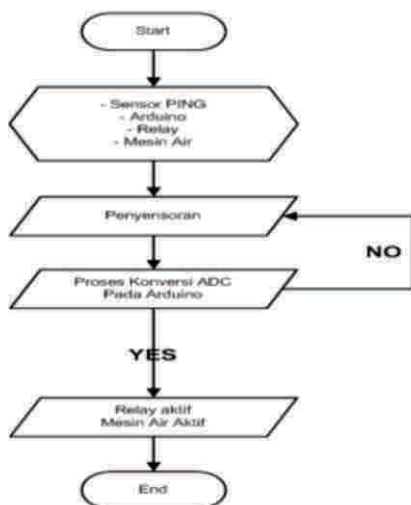 Start
- Sensor PING
- Arduino
- Relay
- Mesin Air
Penyensoran
NO
Proses Konversi ADC
Pada Arduino
YES
Relay aktif
Mesin Air Aktif
End